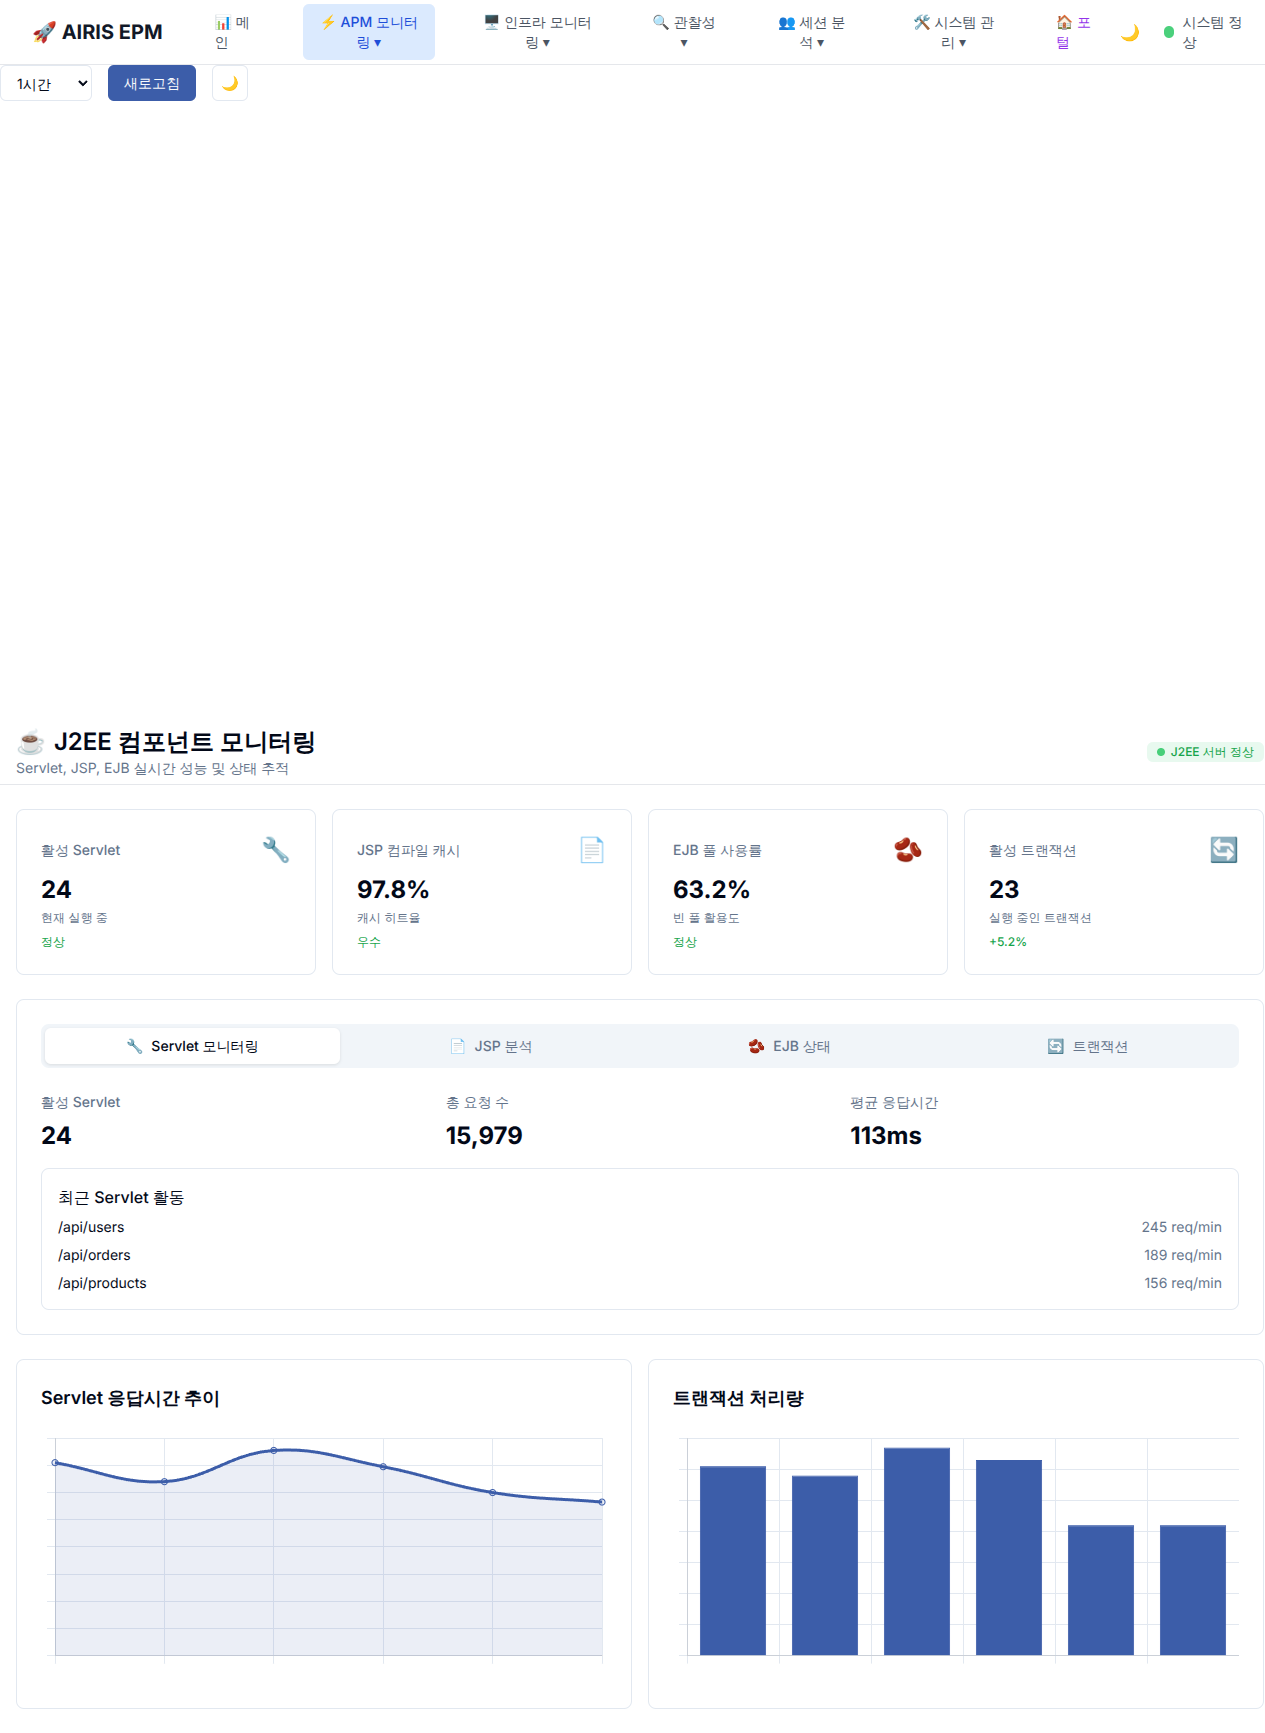 🚀 AIRIS EPM
📊 메
인
⚡ APM 모니터
링 ▾
🖥️ 인프라 모니터
링 ▾
🔍 관찰성
▾
👥 세션 분
석 ▾
🛠️ 시스템 관
리 ▾
🏠 포
털
🌙
시스템 정
상
1시간
새로고침
🌙
☕ J2EE 컴포넌트 모니터링
Servlet, JSP, EJB 실시간 성능 및 상태 추적
J2EE 서버 정상
활성 Servlet 🔧
24
현재 실행 중
정상
JSP 컴파일 캐시 📄
97.8%
캐시 히트율
우수
EJB 풀 사용률 🫘
63.2%
빈 풀 활용도
정상
활성 트랜잭션 🔄
23
실행 중인 트랜잭션
+5.2%
🔧 Servlet 모니터링
📄 JSP 분석
🫘 EJB 상태
🔄 트랜잭션
활성 Servlet
24
총 요청 수
15,979
평균 응답시간
113ms
최근 Servlet 활동
/api/users 245 req/min
/api/orders 189 req/min
/api/products 156 req/min
Servlet 응답시간 추이
트랜잭션 처리량